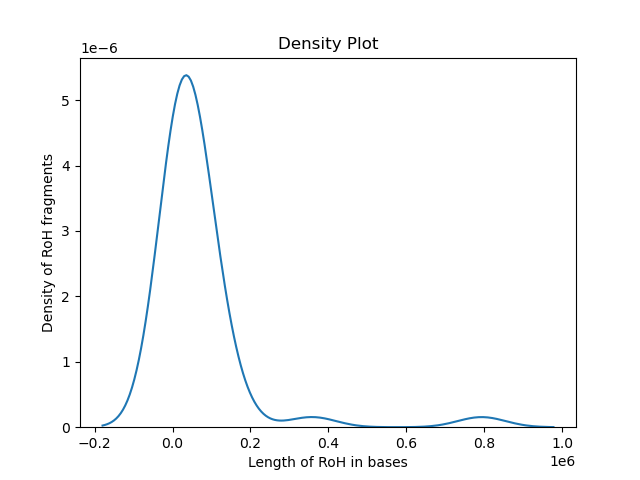 Density Plot
1e−6
5
4
3
2
1
0
Density of RoH fragments
−0.2
0.0
0.2
0.4
0.6
0.8
1.0
1e6
Length of RoH in bases